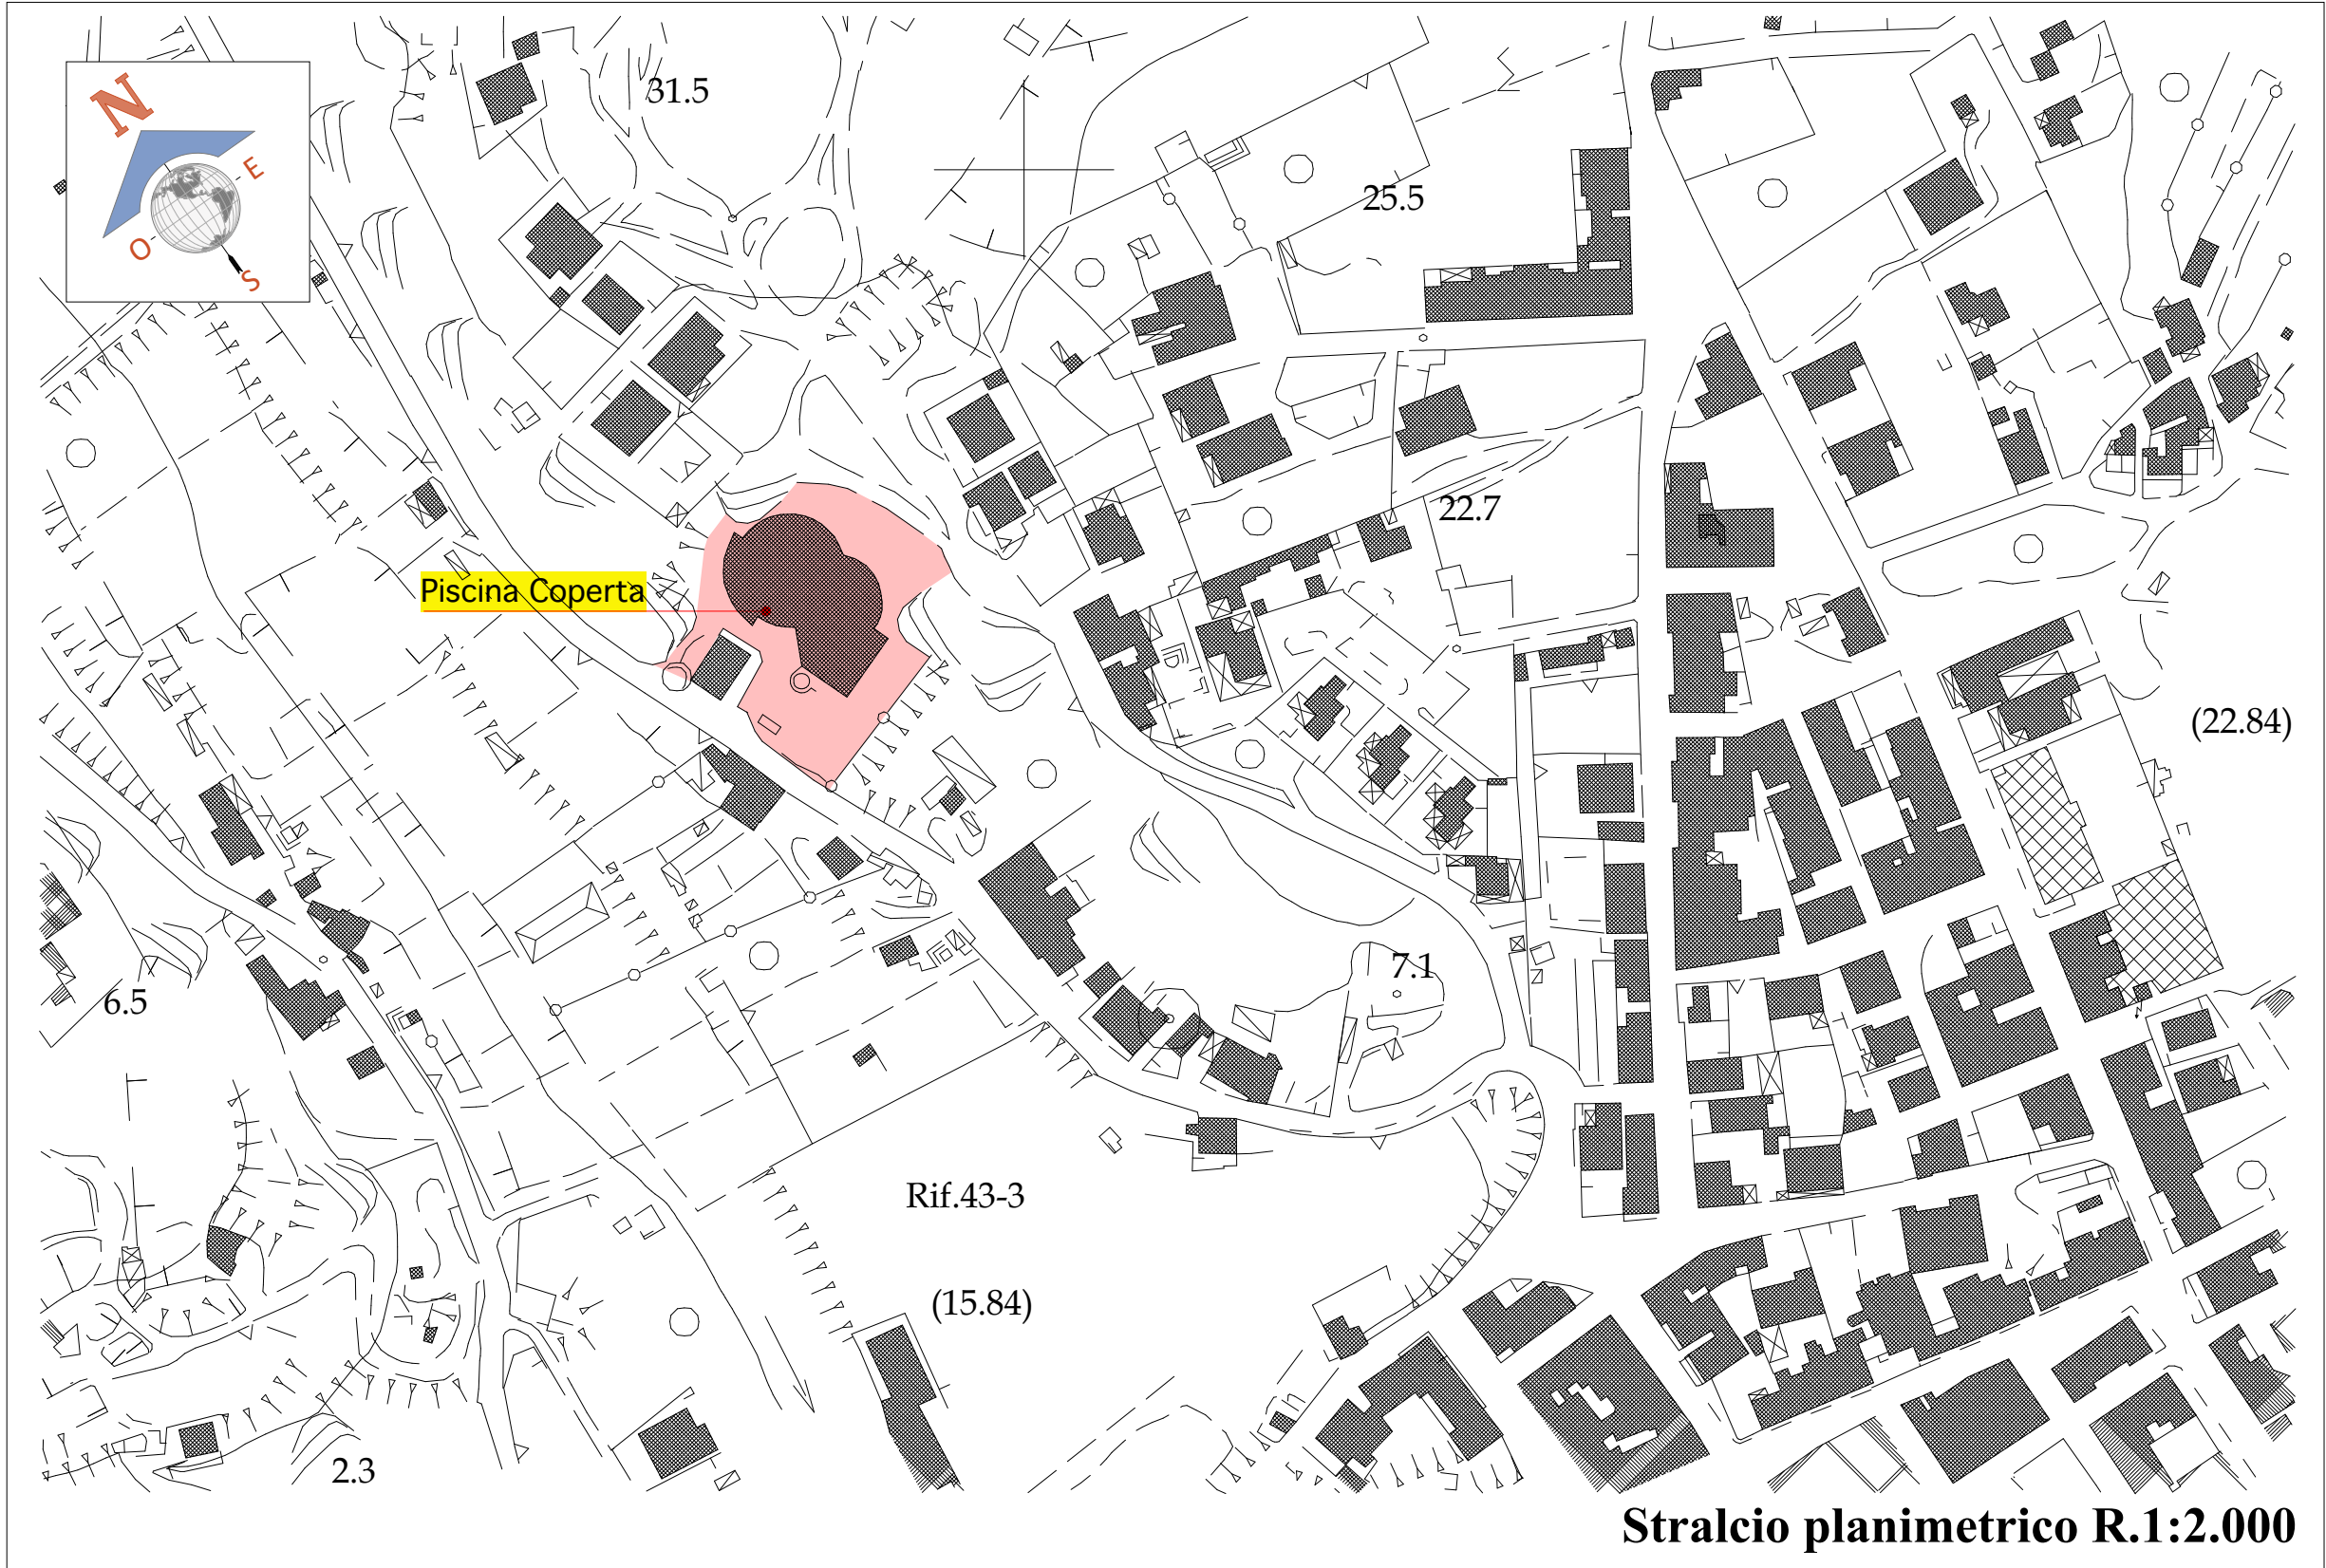 N
31.5
E
25.5
O
S
22.7
Piscina Coperta
(22.84)
7.1
6.5
Rif.43-3
(15.84)
2.3
Stralcio planimetrico R.1:2.000